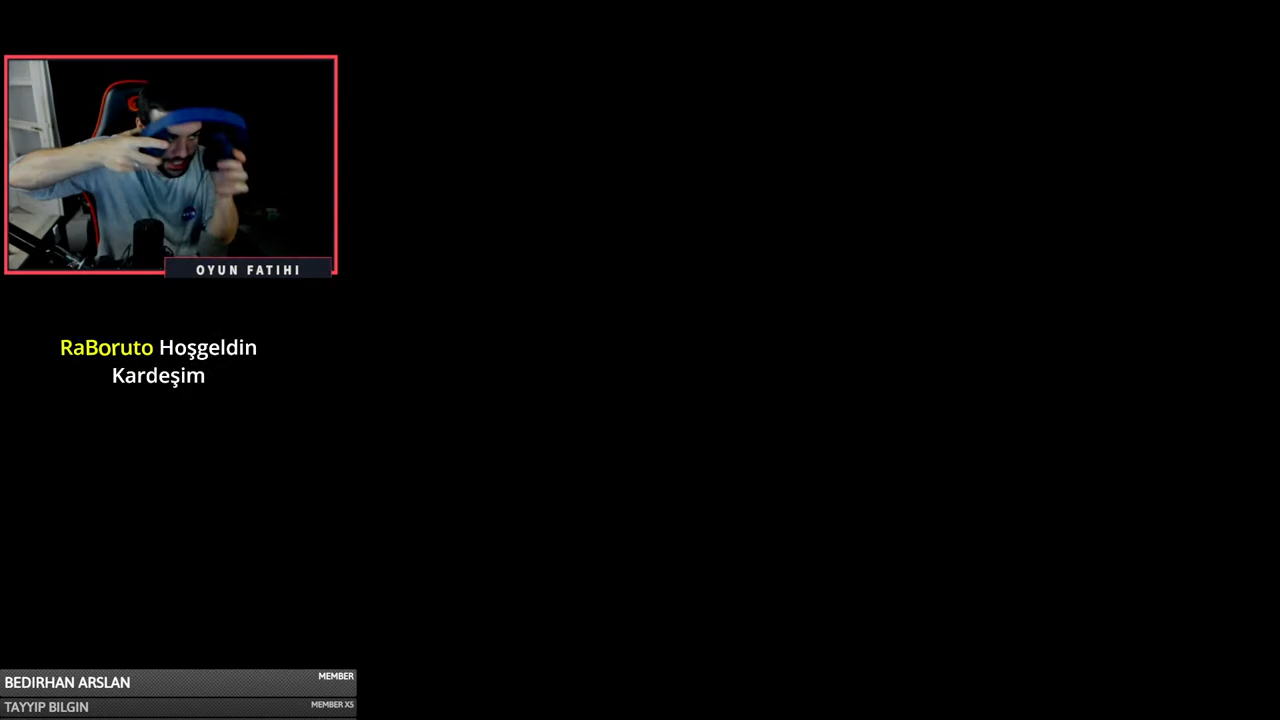 OYUN FATIHI
RaBoruto Hoşgeldin
Kardeşim
BEDIRHAN ARSLAN MEMBER
TAYYIP BILGIN MEMBER X5